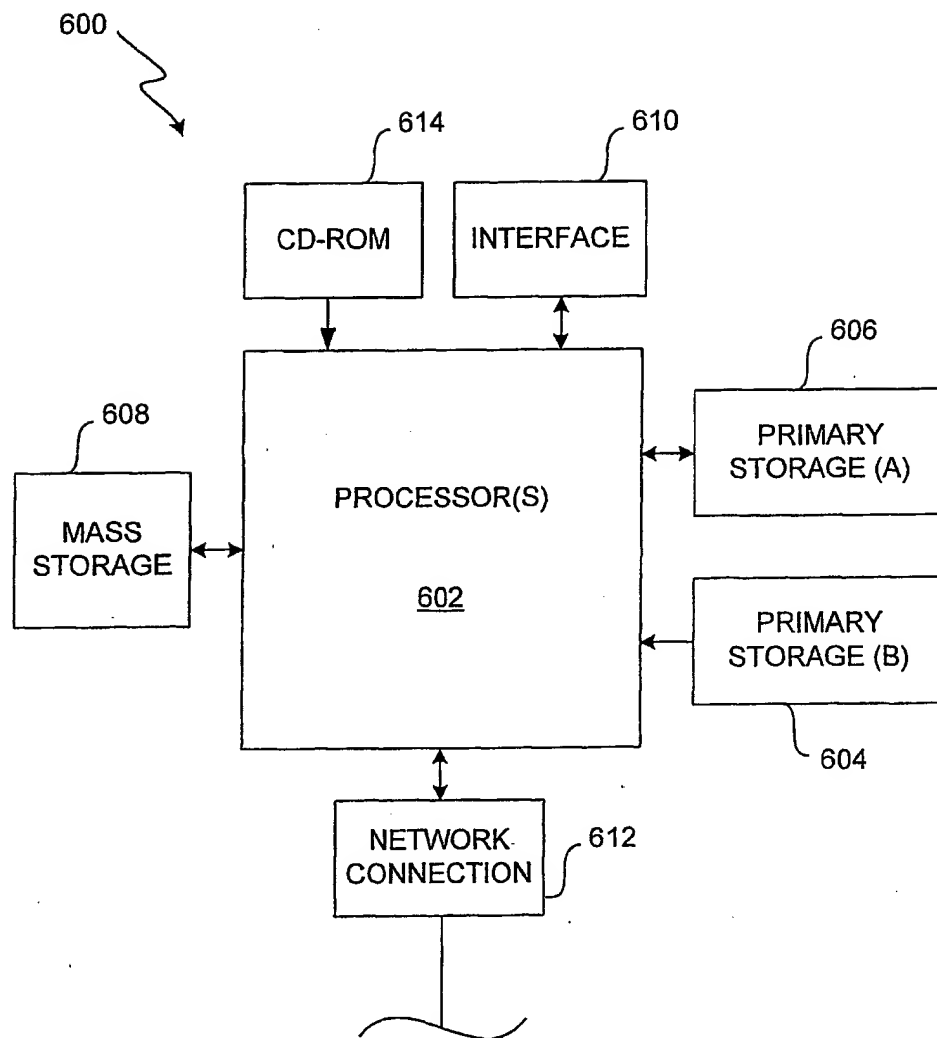 600
614
610
CD-ROM
INTERFACE
606
608
PRIMARY
STORAGE (A)
PROCESSOR(S)
MASS
STORAGE
602
PRIMARY
STORAGE (B)
604
NETWORK
CONNECTION
612